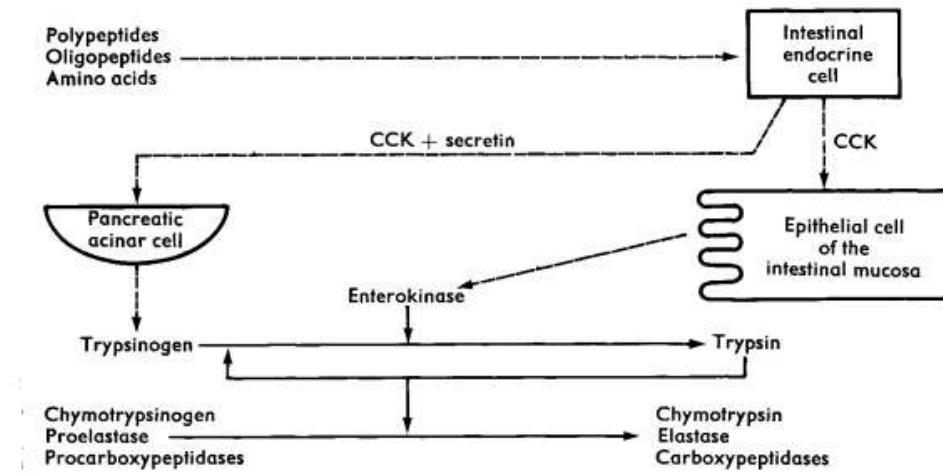 Polypeptides
Oligopeptides
Amino acids
Intestinal
endocrine
cell
CCK + secretin
CCK
Pancreatic
acinar cell
Epithelial cell
of the
intestinal mucosa
Enterokinase
Trypsinogen
Trypsin
Chymotrypsinogen
Proelastase
Procarboxypeptidases
Chymotrypsin
Elastase
Carboxypeptidases